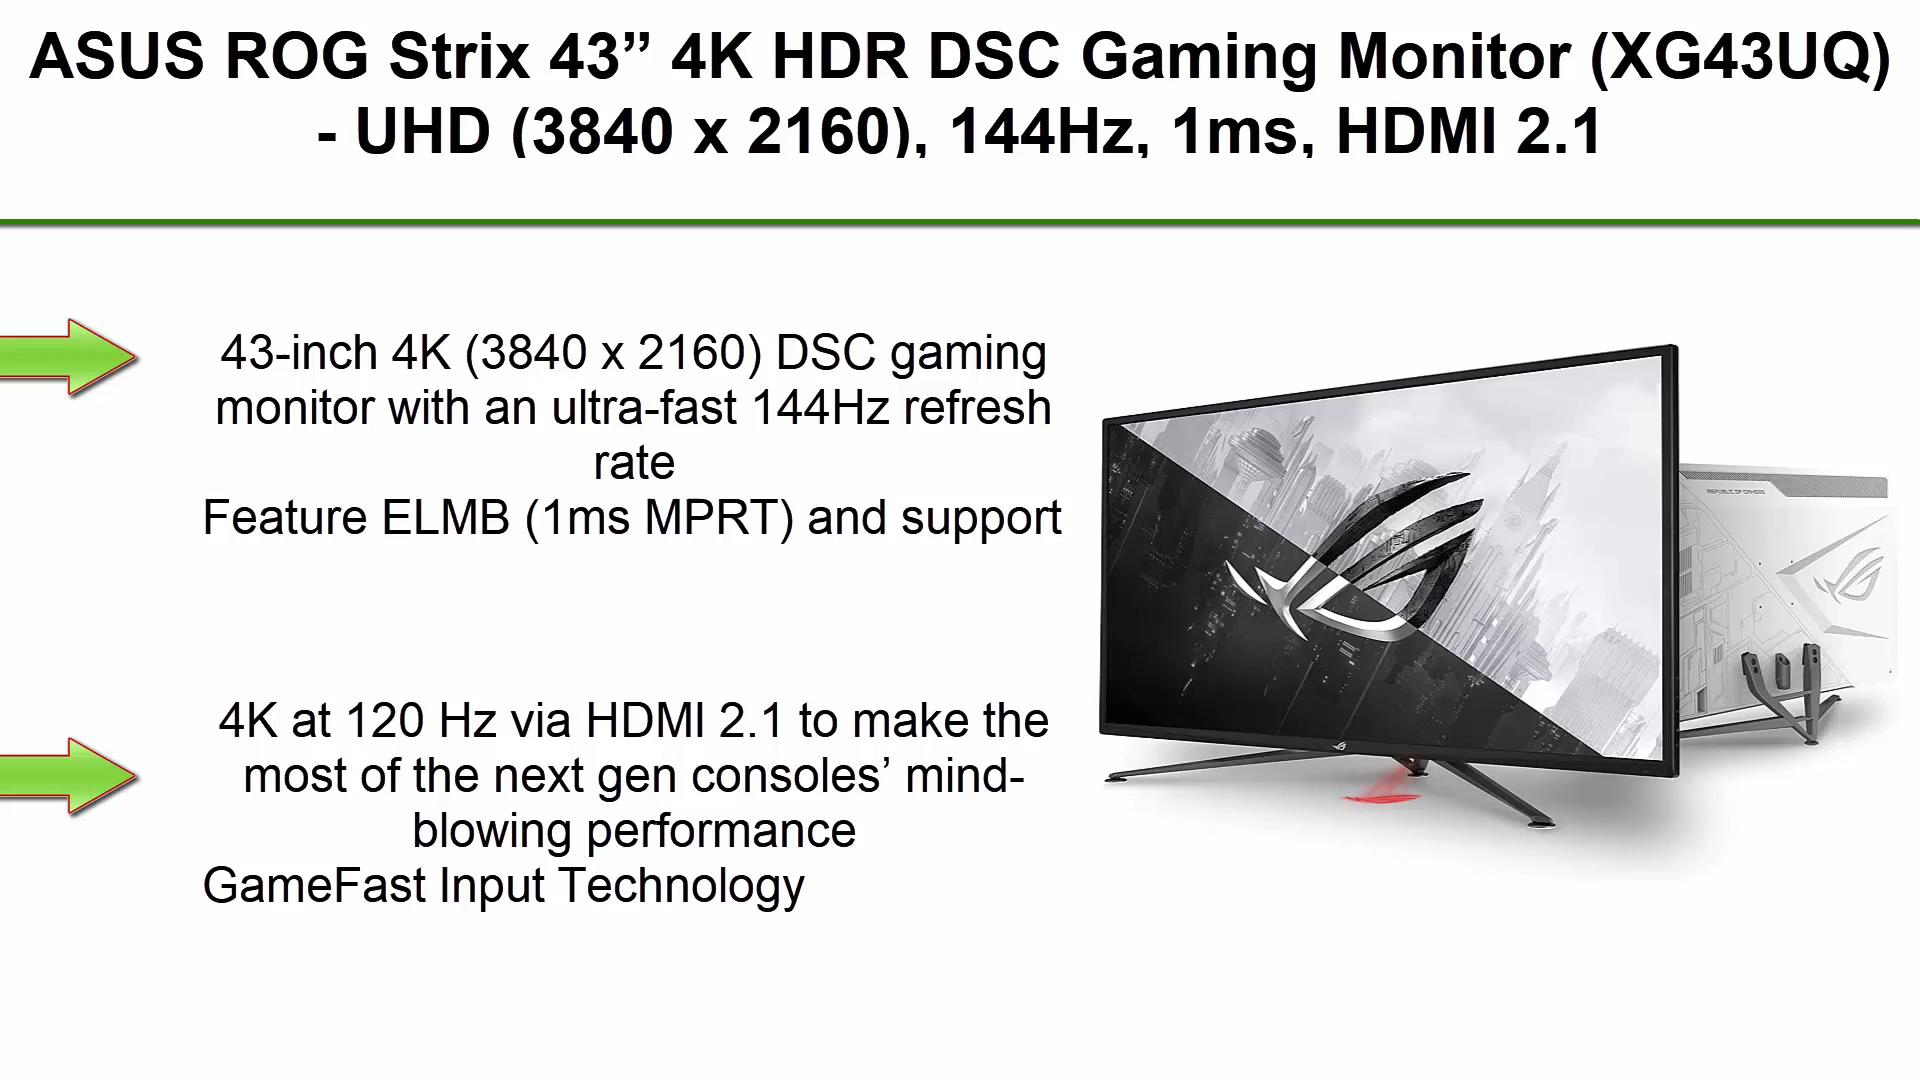 ASUS ROG Strix 43” 4K HDR DSC Gaming Monitor (XG43UQ)
- UHD (3840 x 2160), 144Hz, 1ms, HDMI 2.1
43-inch 4K (3840 x 2160) DSC gaming
monitor with an ultra-fast 144Hz refresh
rate
Feature ELMB (1ms MPRT) and support
REPUBLIC OF GAMERS
4K at 120 Hz via HDMI 2.1 to make the
most of the next gen consoles’ mind-
blowing performance
GameFast Input Technology